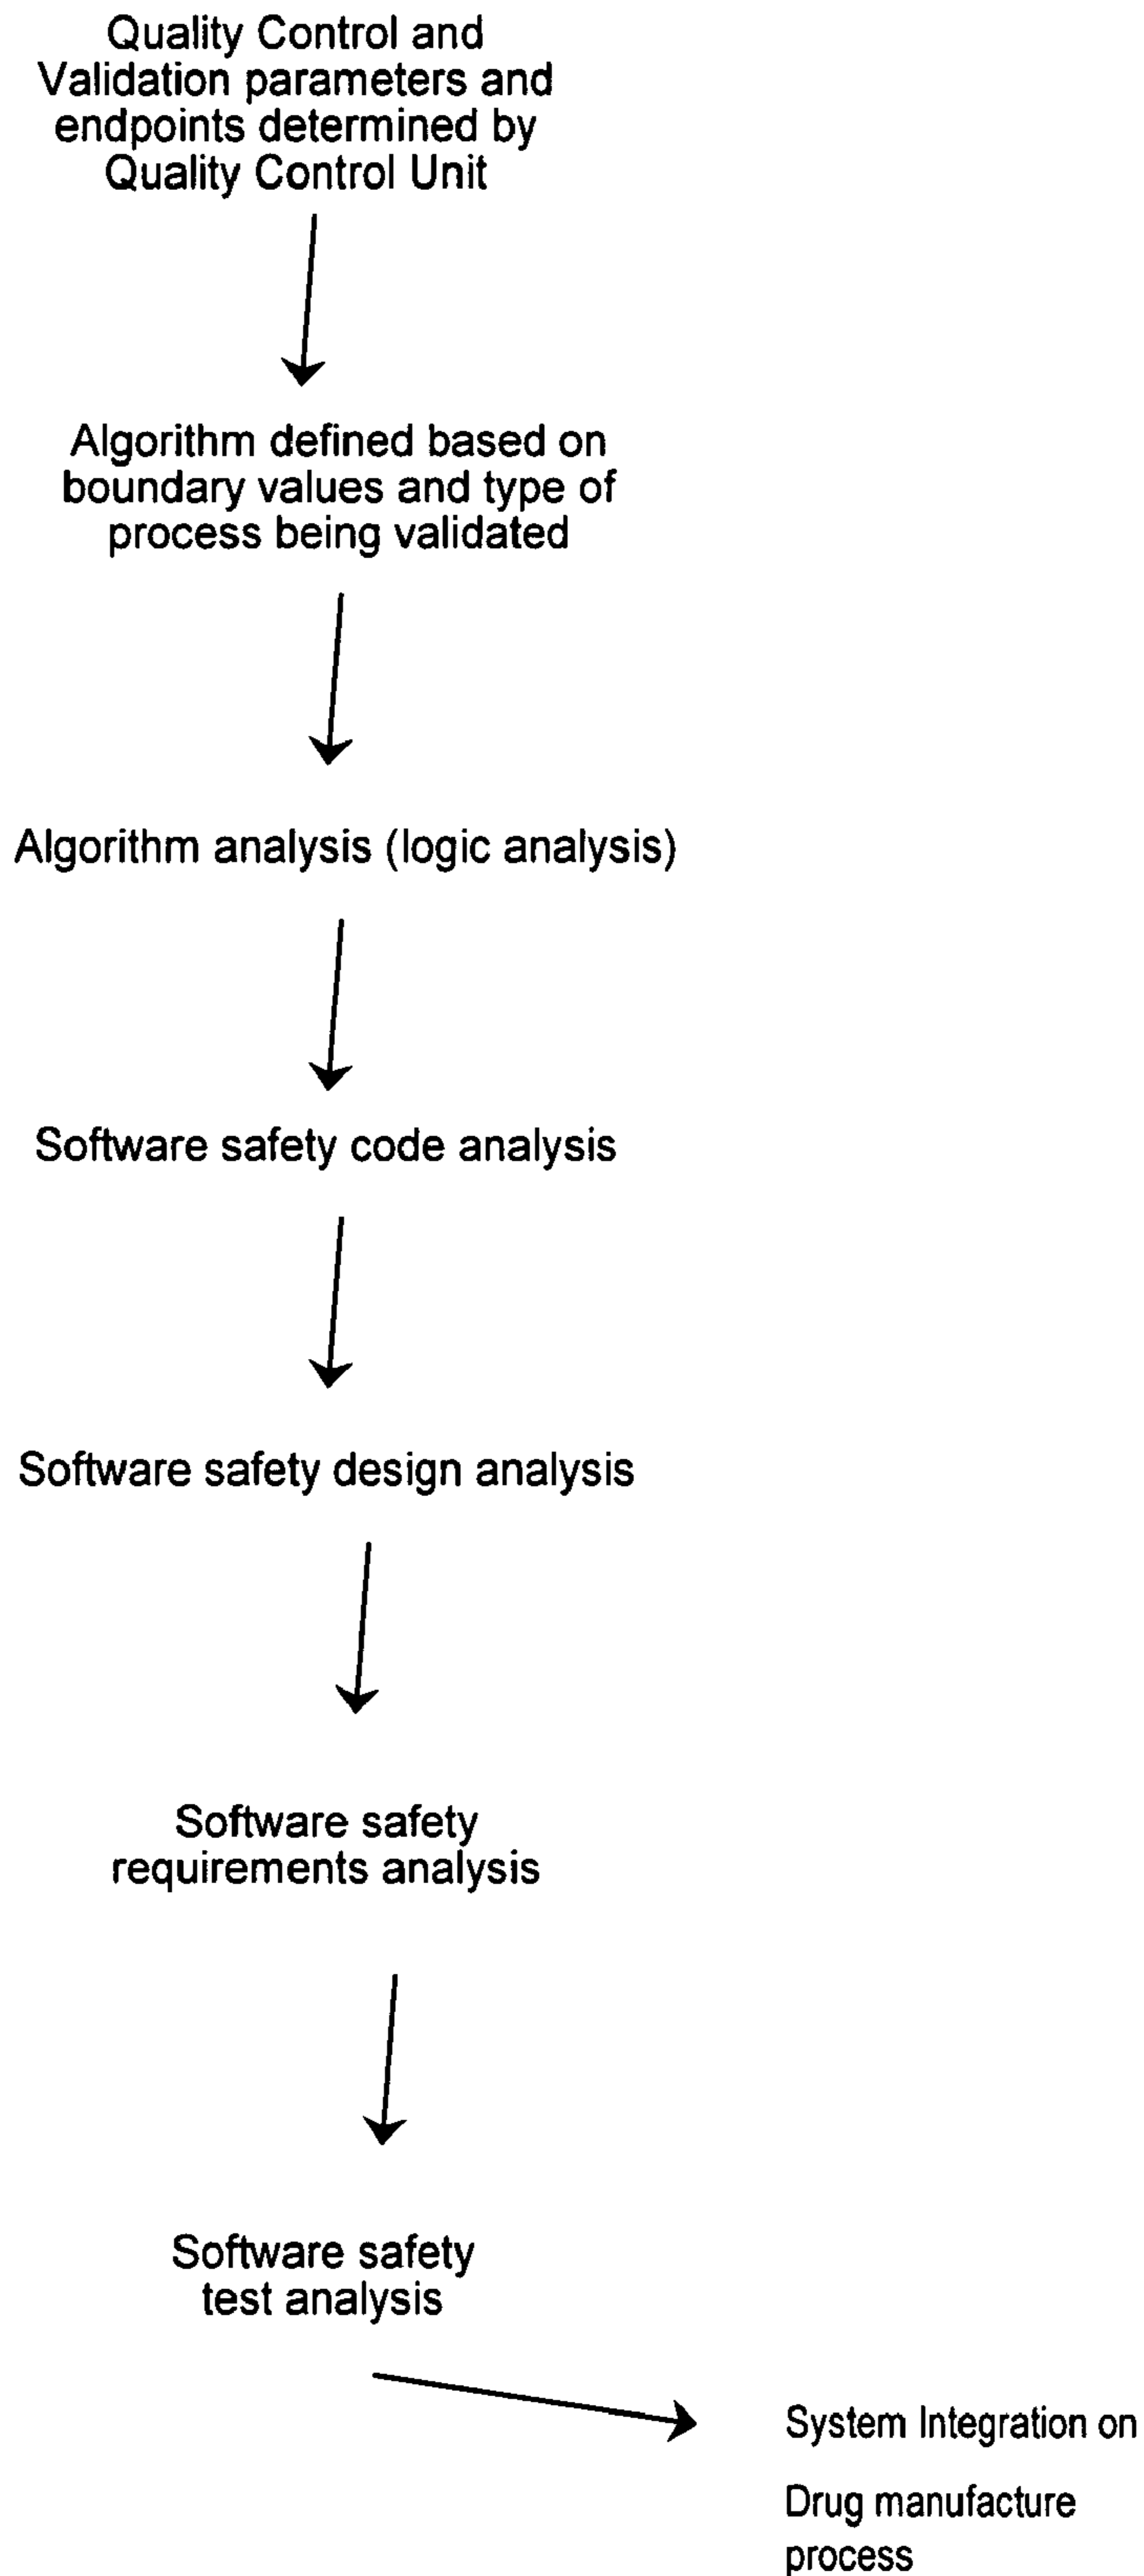 Quality Control and
Validation parameters and
endpoints determined by
Quality Control Unit
Algorithm defined based on
boundary values and type of
process being validated
Algorithm analysis (logic analysis)
Software safety code analysis
Software safety design analysis
Software safety
requirements analysis
Software safety
test analysis
System Integration on
Drug manufacture
process